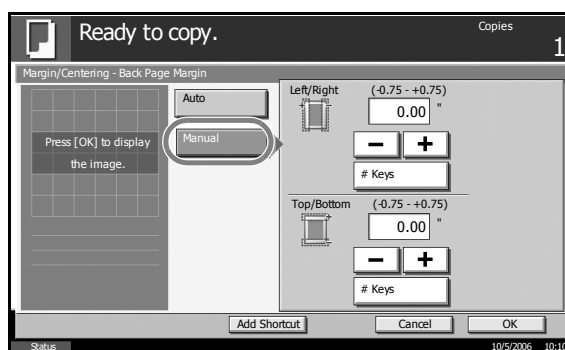 Ready to copy.
Copies
1
Margin/Centering - Back Page Margin
Press [OK] to display
the image.
Auto
Manual
Left/Right (-0.75 - +0.75)
0.00 "
− +
# Keys
Top/Bottom (-0.75 - +0.75)
0.00 "
− +
# Keys
Add Shortcut
Cancel
OK
Status
10/5/2006 10:10